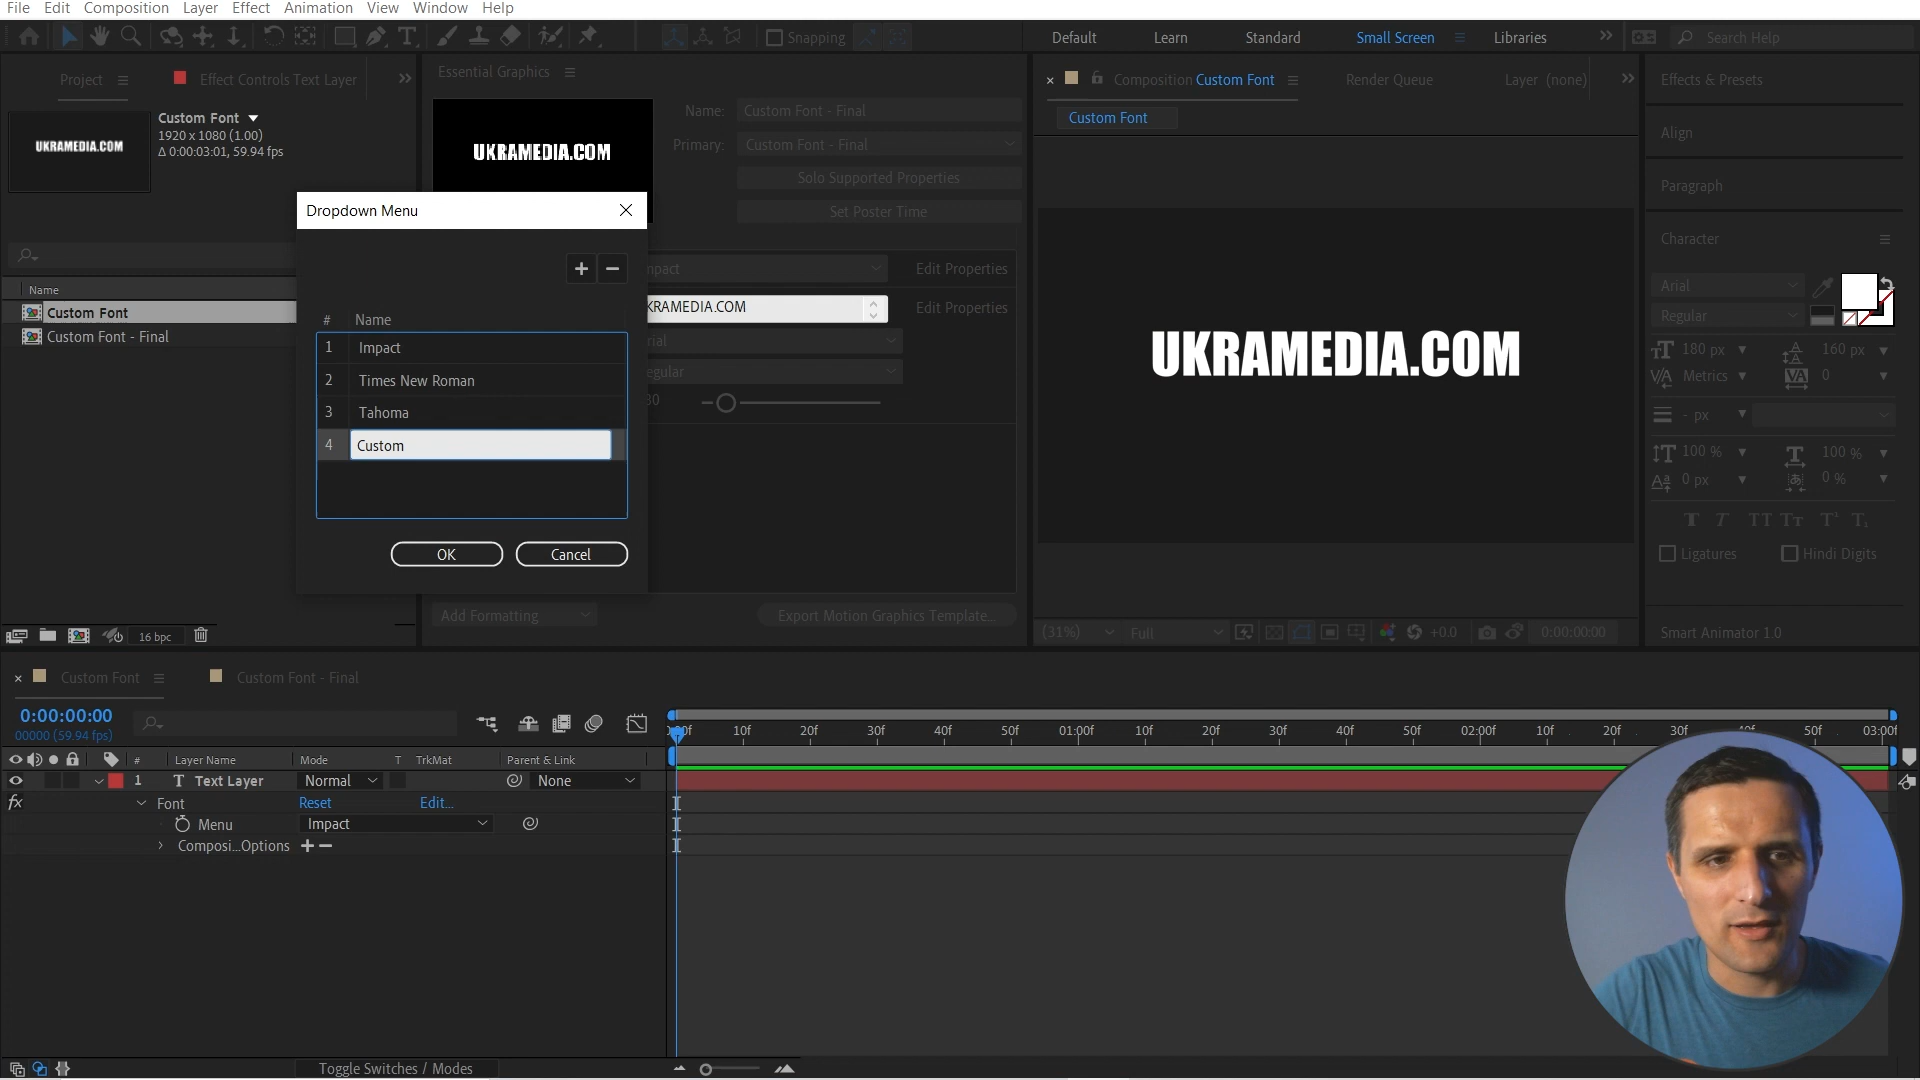 File Edit Composition Layer Effect Animation View Window Help
Snapping
Default Learn Standard Small Screen Libraries
Search Help
Project
Effect Controls Text Layer
Essential Graphics
Composition Custom Font
Render Queue
Layer (none)
Effects & Presets
Custom Font
1920 x 1080 (1.00)
Δ 0:00:03:01, 59.94 fps
UKRAMEDIA.COM
UKRAMEDIA.COM
Name: Custom Font - Final
Primary: Custom Font - Final
Solo Supported Properties
Set Poster Time
Custom Font
Align
Paragraph
Dropdown Menu
+ −
# Name
1 Impact
2 Times New Roman
3 Tahoma
4 Custom
OK Cancel
mpact Edit Properties
KRAMEDIA.COM Edit Properties
rial
egular
30
Name
Custom Font
Custom Font - Final
UKRAMEDIA.COM
Character
Arial
Regular
180 px 160 px
Metrics 0
- px
100 % 100 %
0 px 0 %
Ligatures Hindi Digits
Add Formatting Export Motion Graphics Template...
16 bpc
(31%) Full +0.0 0:00:00:00
Smart Animator 1.0
Custom Font
Custom Font - Final
0:00:00:00
00000 (59.94 fps)
0:00f 10f 20f 30f 40f 50f 01:00f 10f 20f 30f 40f 50f 02:00f 10f 20f 30f 40f 50f 03:00f
# Layer Name Mode T TrkMat Parent & Link
1 T Text Layer Normal None
fx Font Reset Edit...
Menu Impact
Composi...Options + −
Toggle Switches / Modes